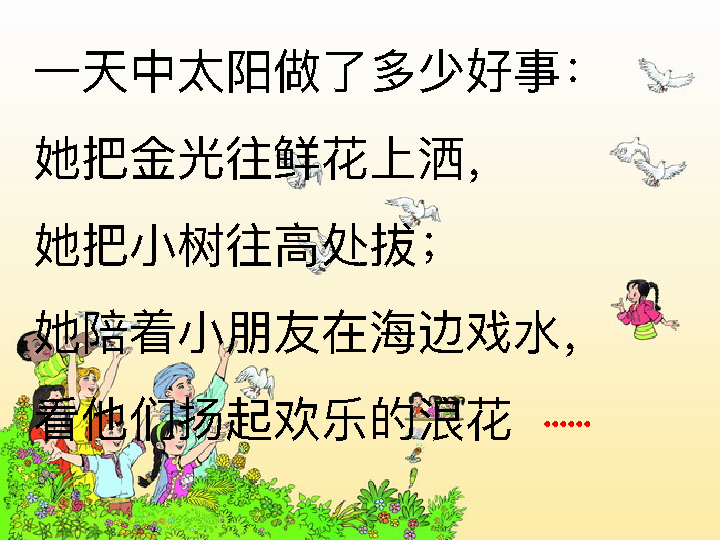 一天中太阳做了多少好事：
她把金光往鲜花上洒，
她把小树往高处拔；
她陪着小朋友在海边戏水，
看他们扬起欢乐的浪花 ……